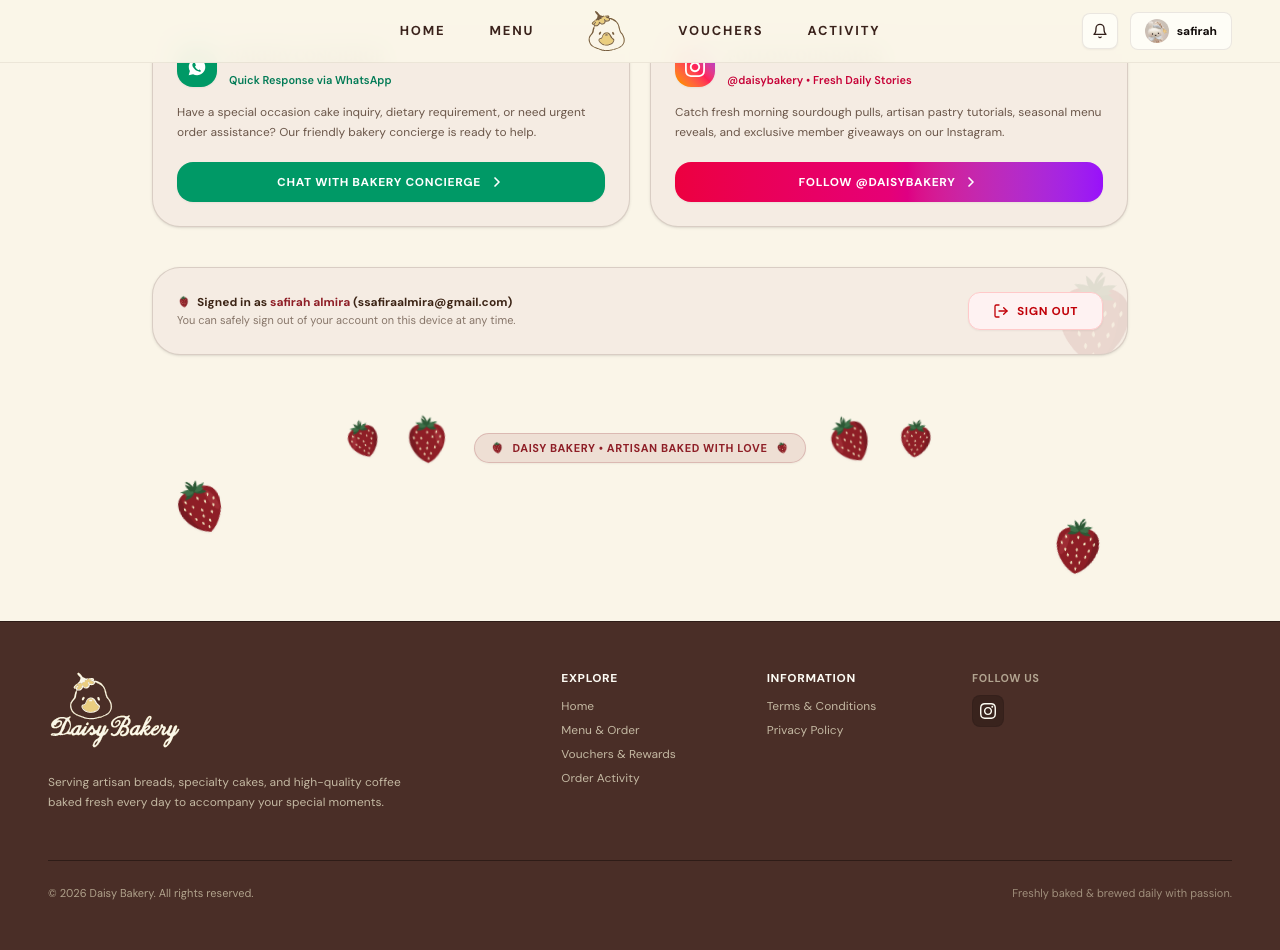 HOME
MENU
VOUCHERS
ACTIVITY
safirah
Quick Response via WhatsApp
Have a special occasion cake inquiry, dietary requirement, or need urgent
order assistance? Our friendly bakery concierge is ready to help.
CHAT WITH BAKERY CONCIERGE
@daisybakery • Fresh Daily Stories
Catch fresh morning sourdough pulls, artisan pastry tutorials, seasonal menu
reveals, and exclusive member giveaways on our Instagram.
FOLLOW @DAISYBAKERY
Signed in as safirah almira (ssafiraalmira@gmail.com)
You can safely sign out of your account on this device at any time.
SIGN OUT
DAISY BAKERY • ARTISAN BAKED WITH LOVE
Daisy Bakery
Serving artisan breads, specialty cakes, and high-quality coffee
baked fresh every day to accompany your special moments.
EXPLORE
Home
Menu & Order
Vouchers & Rewards
Order Activity
INFORMATION
Terms & Conditions
Privacy Policy
FOLLOW US
© 2026 Daisy Bakery. All rights reserved.
Freshly baked & brewed daily with passion.